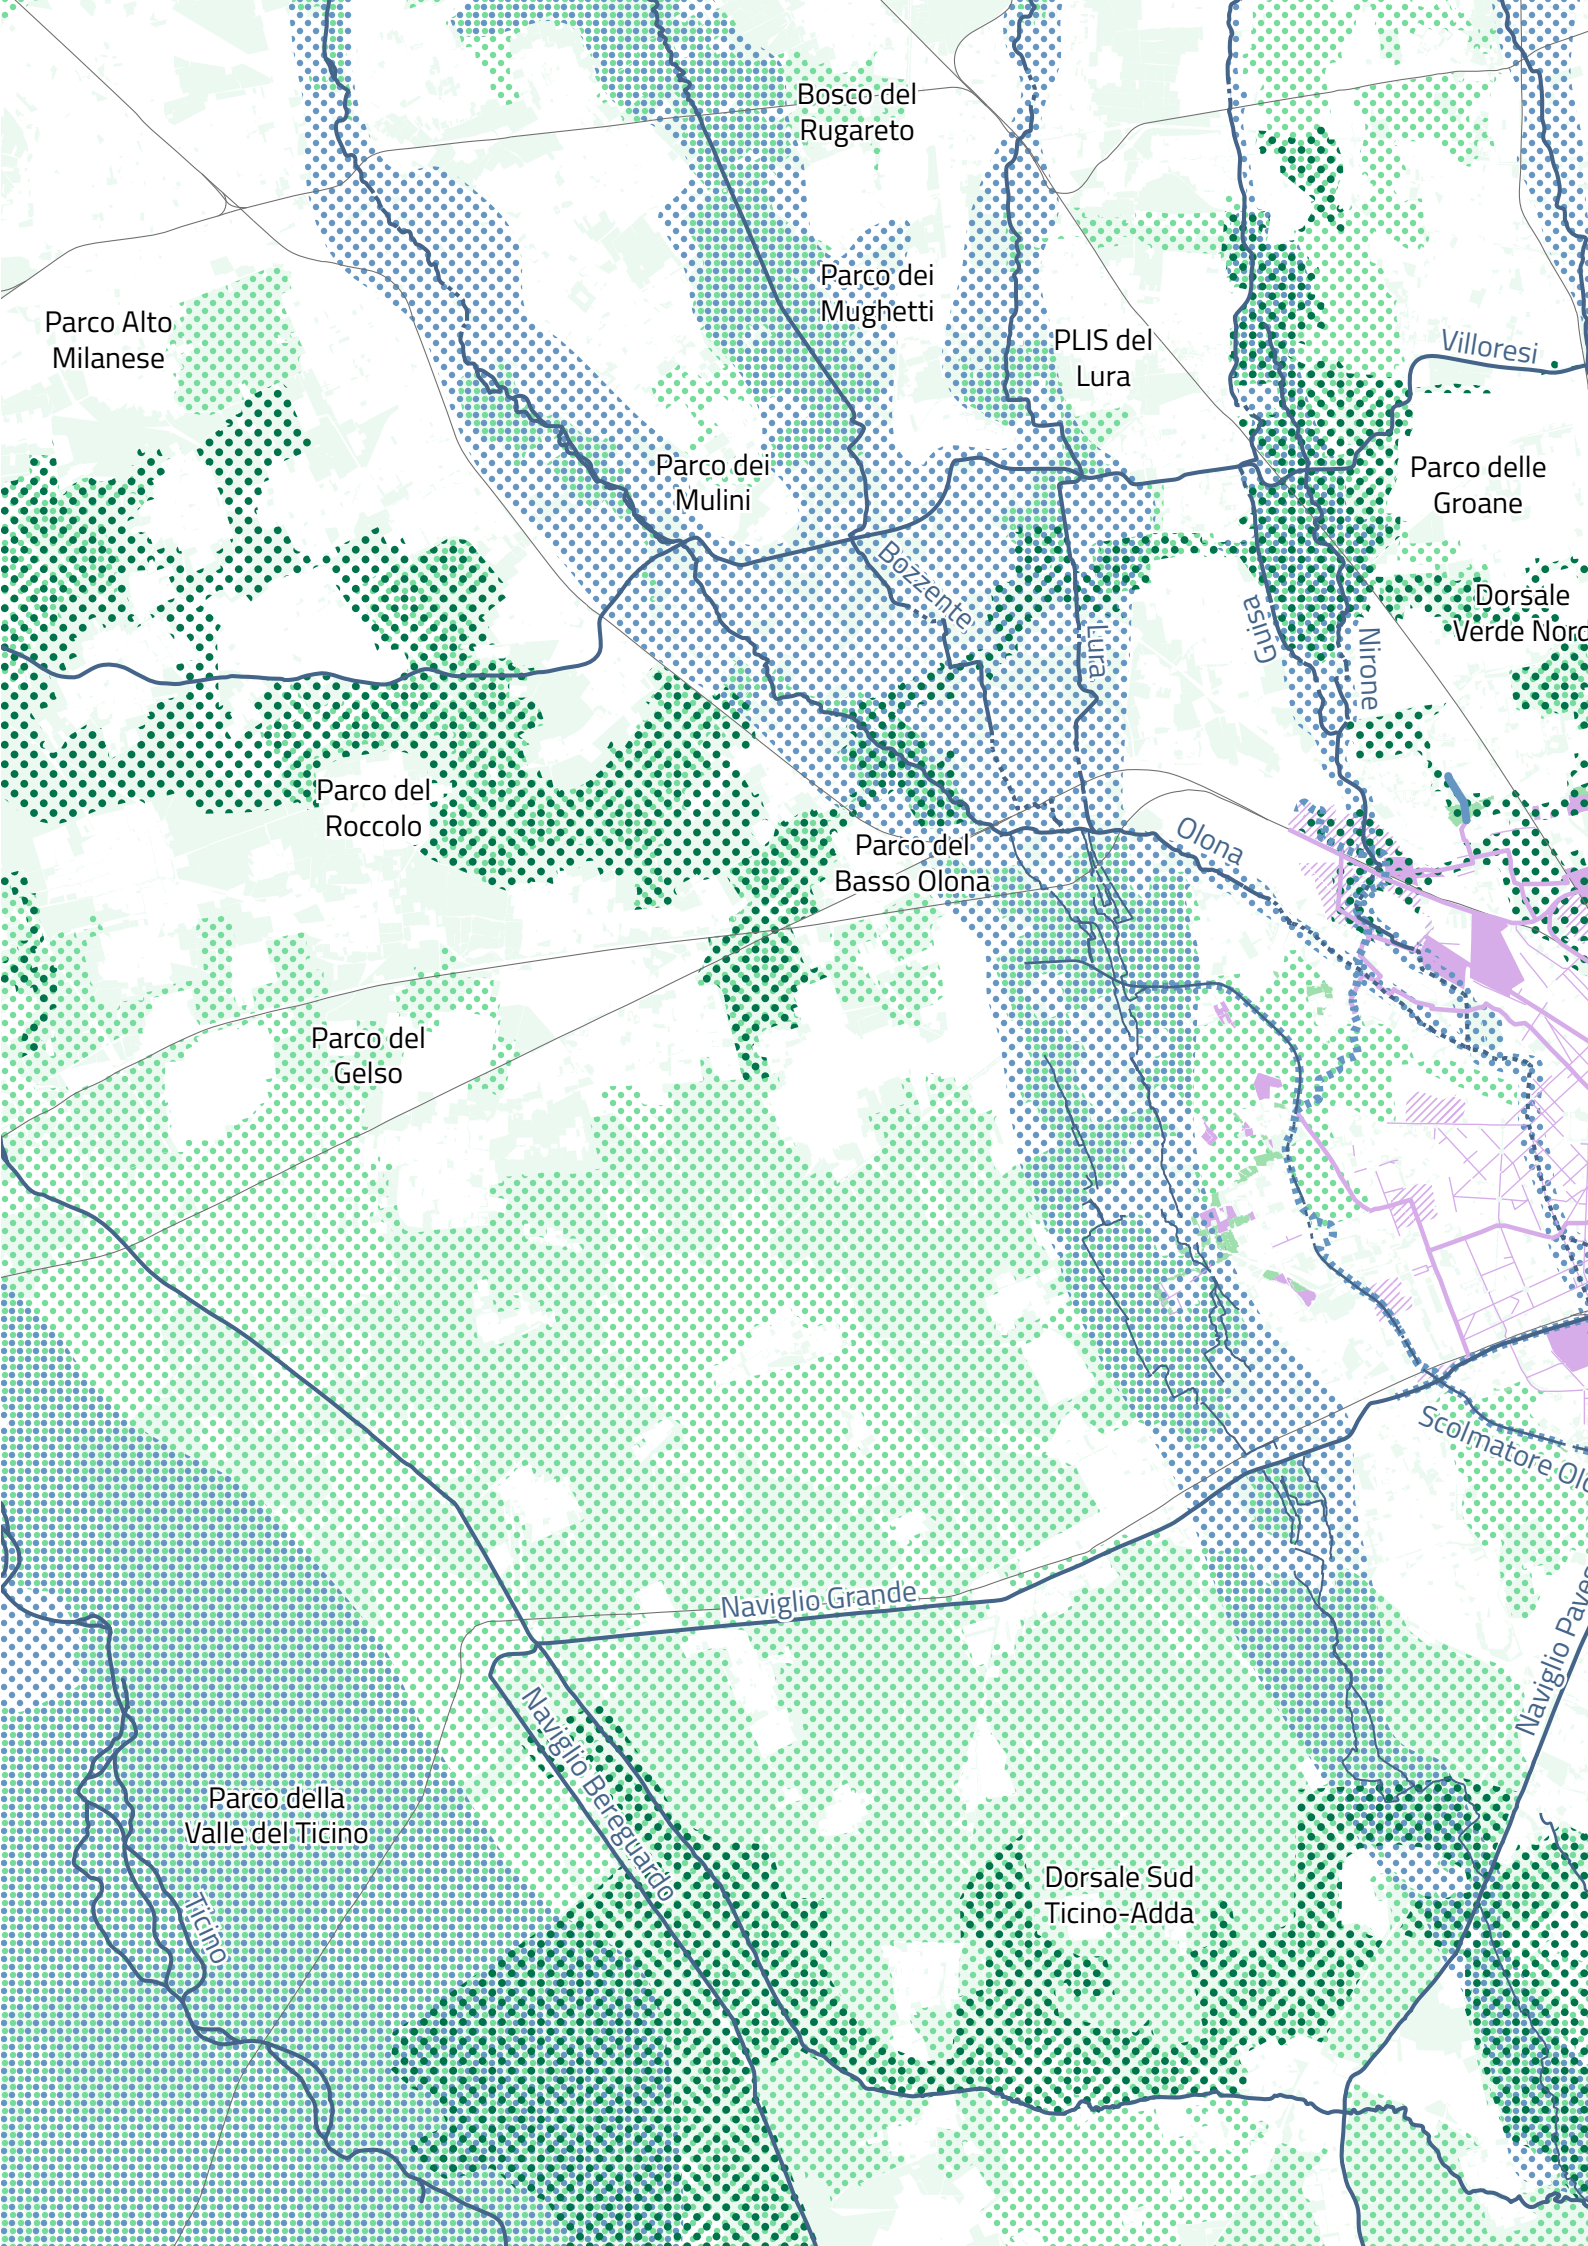 Bosco del
Rugareto
Parco dei
Mughetti
Parco Alto
Milanese
PLIS del
Lura
Villoresi
Parco dei
Mulini
Parco delle
Groane
Bozzente
Lura
Guisa
Nirone
Dorsale
Verde Nord
Parco del
Roccolo
Parco del
Basso Olona
Olona
Parco del
Gelso
Scolmatore Olo
Naviglio Grande
Naviglio Paves
Naviglio Bereguardo
Parco della
Valle del Ticino
Ticino
Dorsale Sud
Ticino-Adda